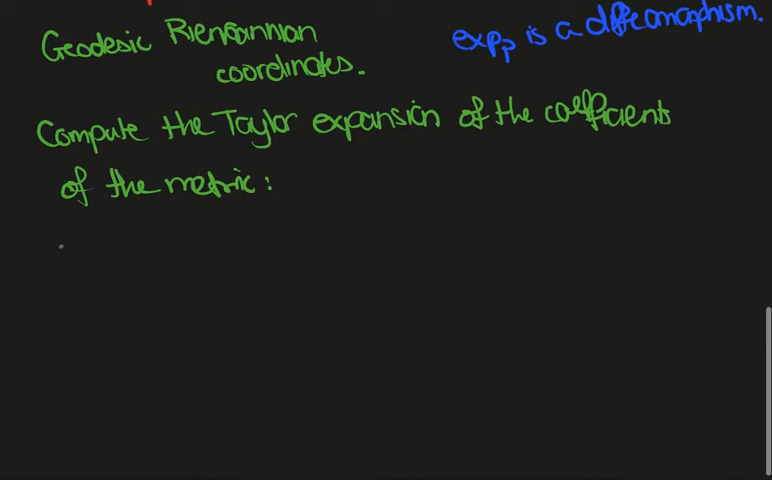 Geodesic Riemannian
coordinates.
exp_p is a diffeomorphism.
Compute the Taylor expansion of the coefficients
of the metric: